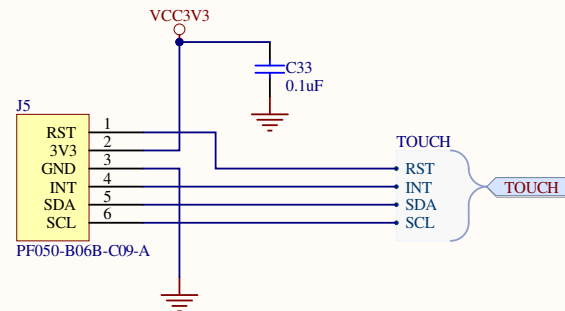 VCC3V3
C33
0.1uF
J5
RST 1
3V3 2
GND 3
INT 4
SDA 5
SCL 6
PF050-B06B-C09-A
TOUCH
RST
INT
SDA
SCL
TOUCH